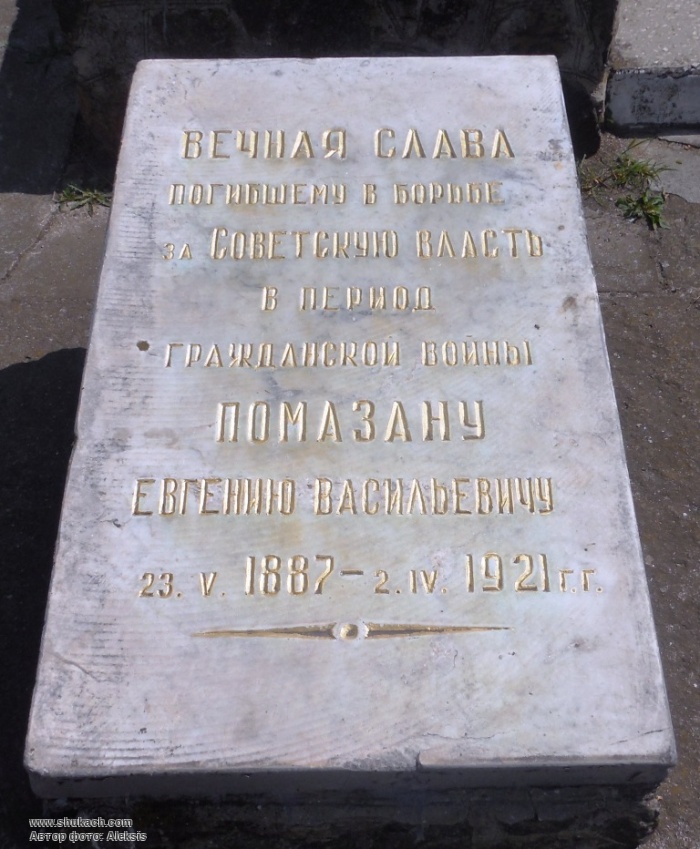 ВЕЧНАЯ СЛАВА
ПОГИБШЕМУ В БОРЬБЕ
ЗА СОВЕТСКУЮ ВЛАСТЬ
В ПЕРИОД
ГРАЖДАНСКОЙ ВОЙНЫ
ПОМАЗАНУ
ЕВГЕНИЮ ВАСИЛЬЕВИЧУ
23. V. 1887 - 2. IV. 1921 г.г.
www.shukach.com
Автор фото: Aleksis